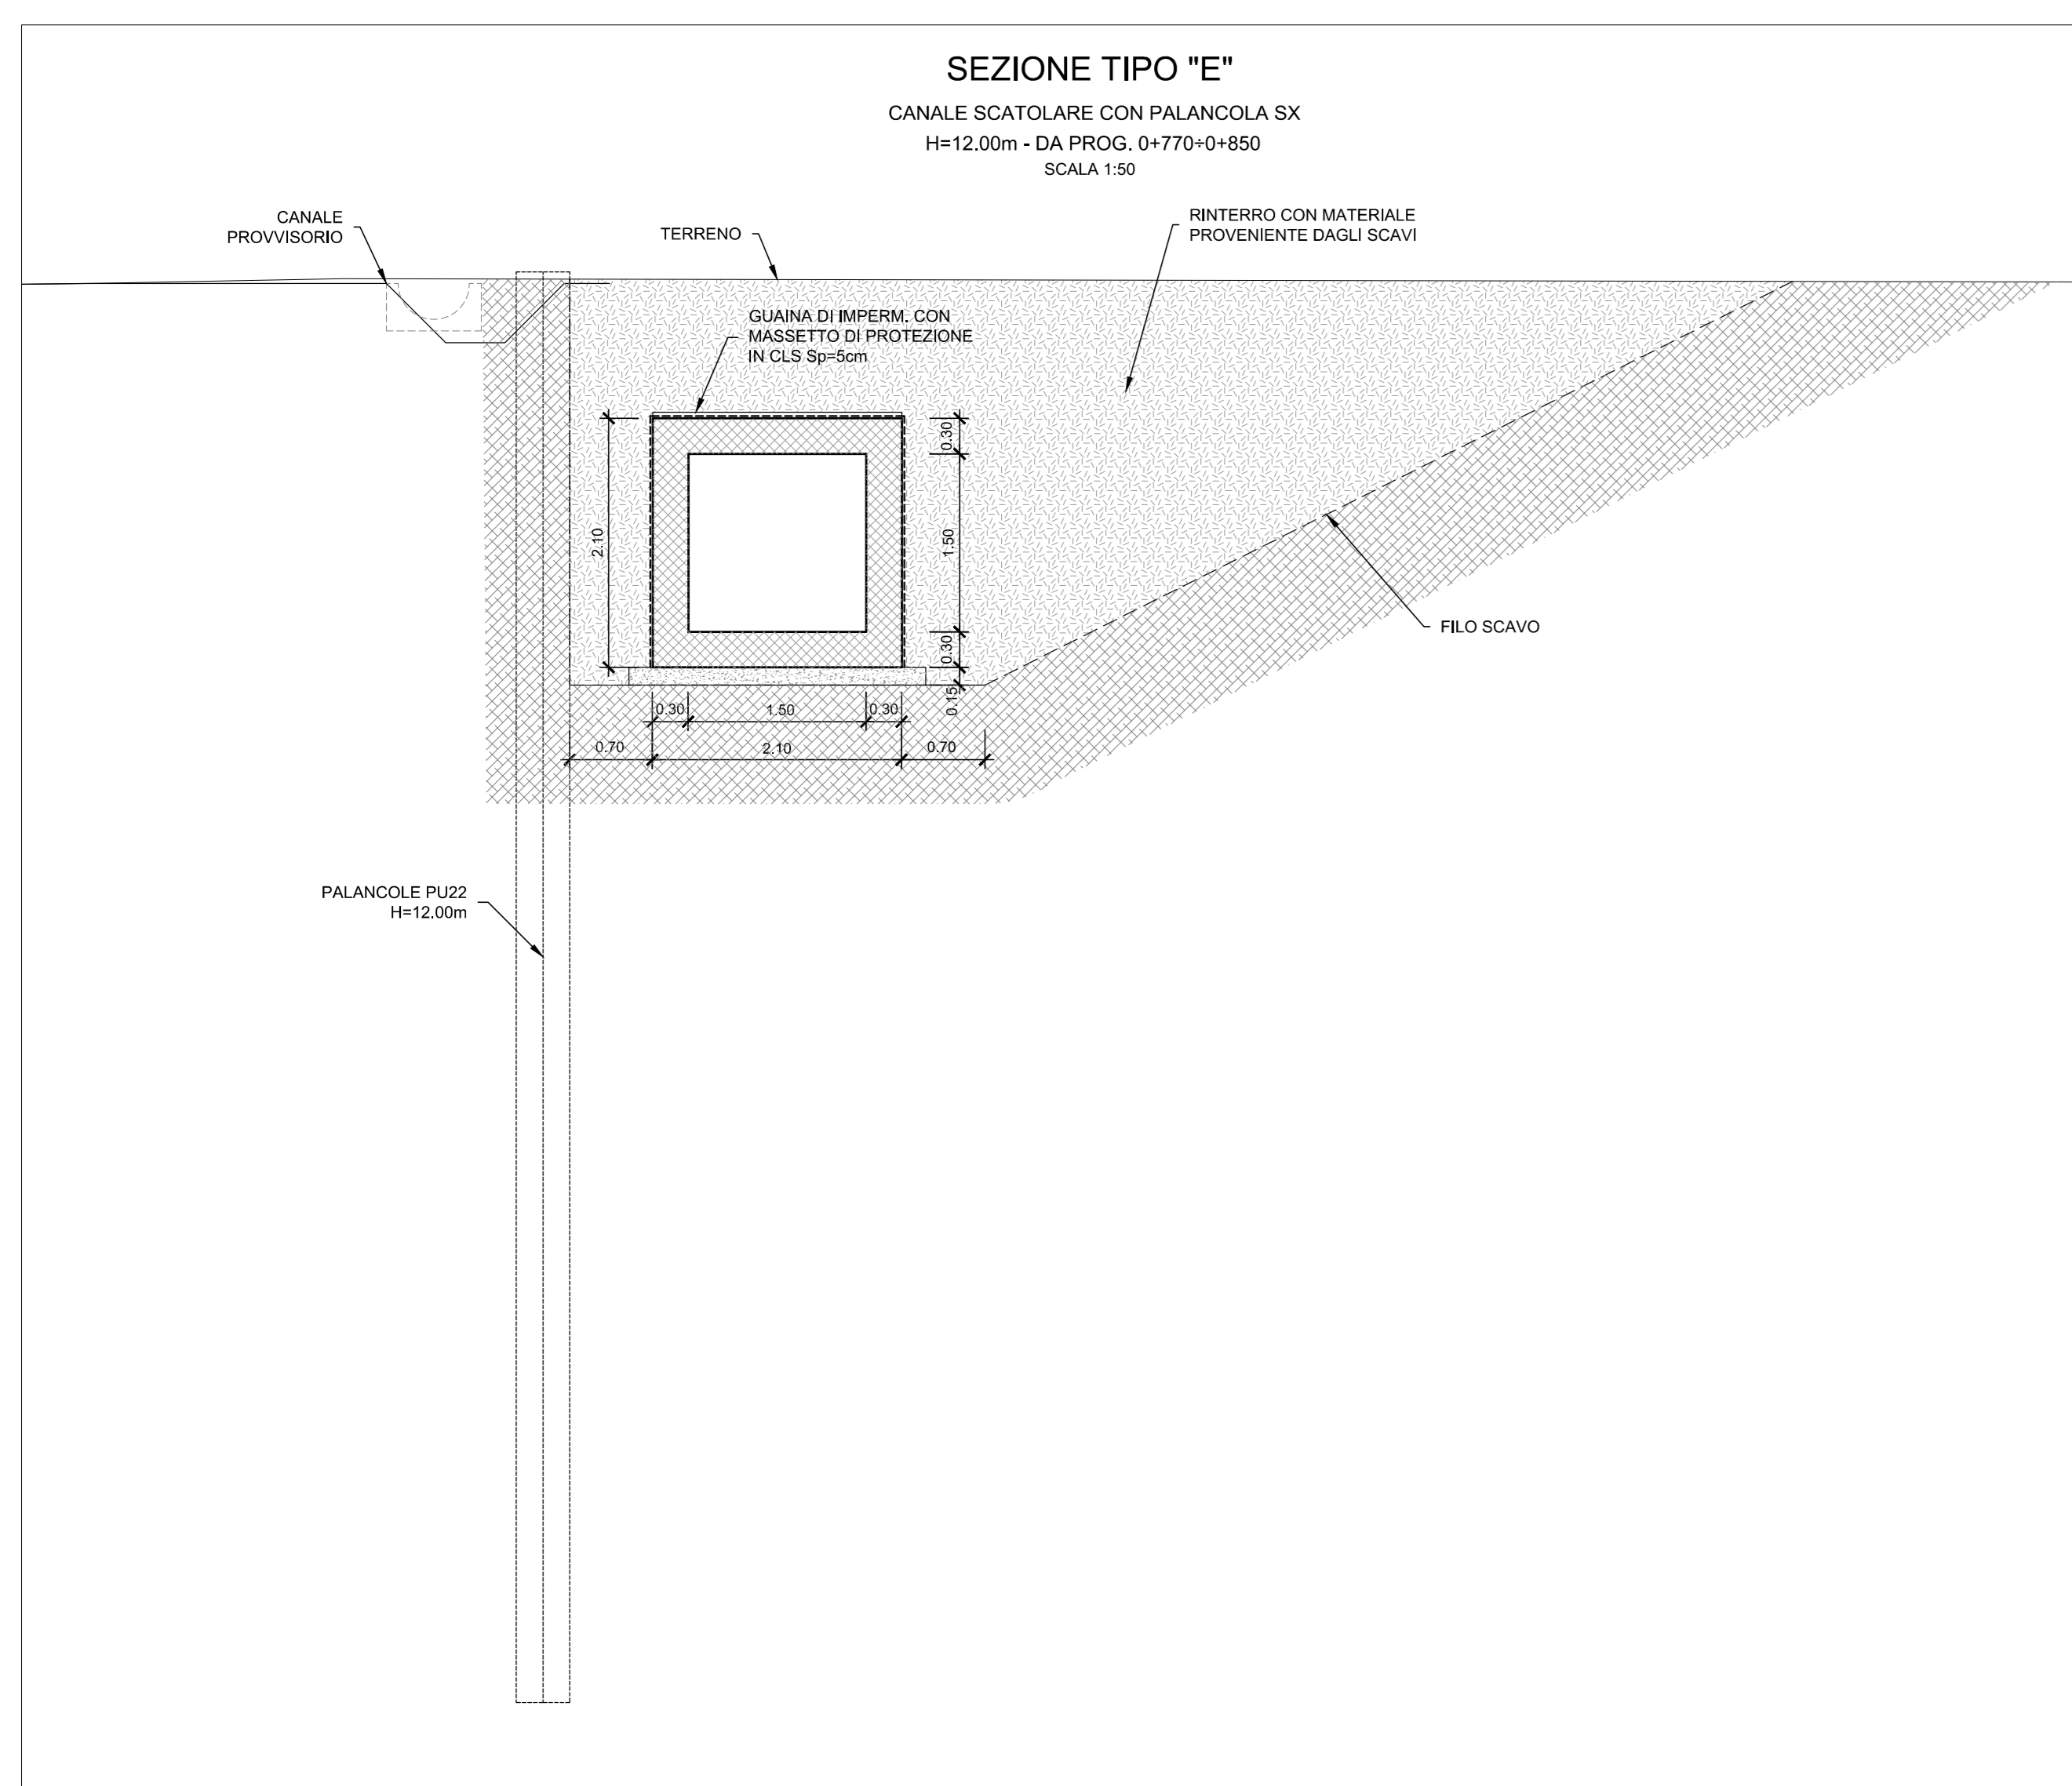 SEZIONE TIPO "E"
CANALE SCATOLARE CON PALANCOLA SX
H=12.00m - DA PROG. 0+770÷0+850
SCALA 1:50
CANALE
PROVVISORIO
TERRENO
RINTERRO CON MATERIALE
PROVENIENTE DAGLI SCAVI
GUAINA DI IMPERM. CON
MASSETTO DI PROTEZIONE
IN CLS Sp=5cm
0.30
2.10
1.50
0.30
0.15
FILO SCAVO
0.30
1.50
0.30
0.70
2.10
0.70
PALANCOLE PU22
H=12.00m